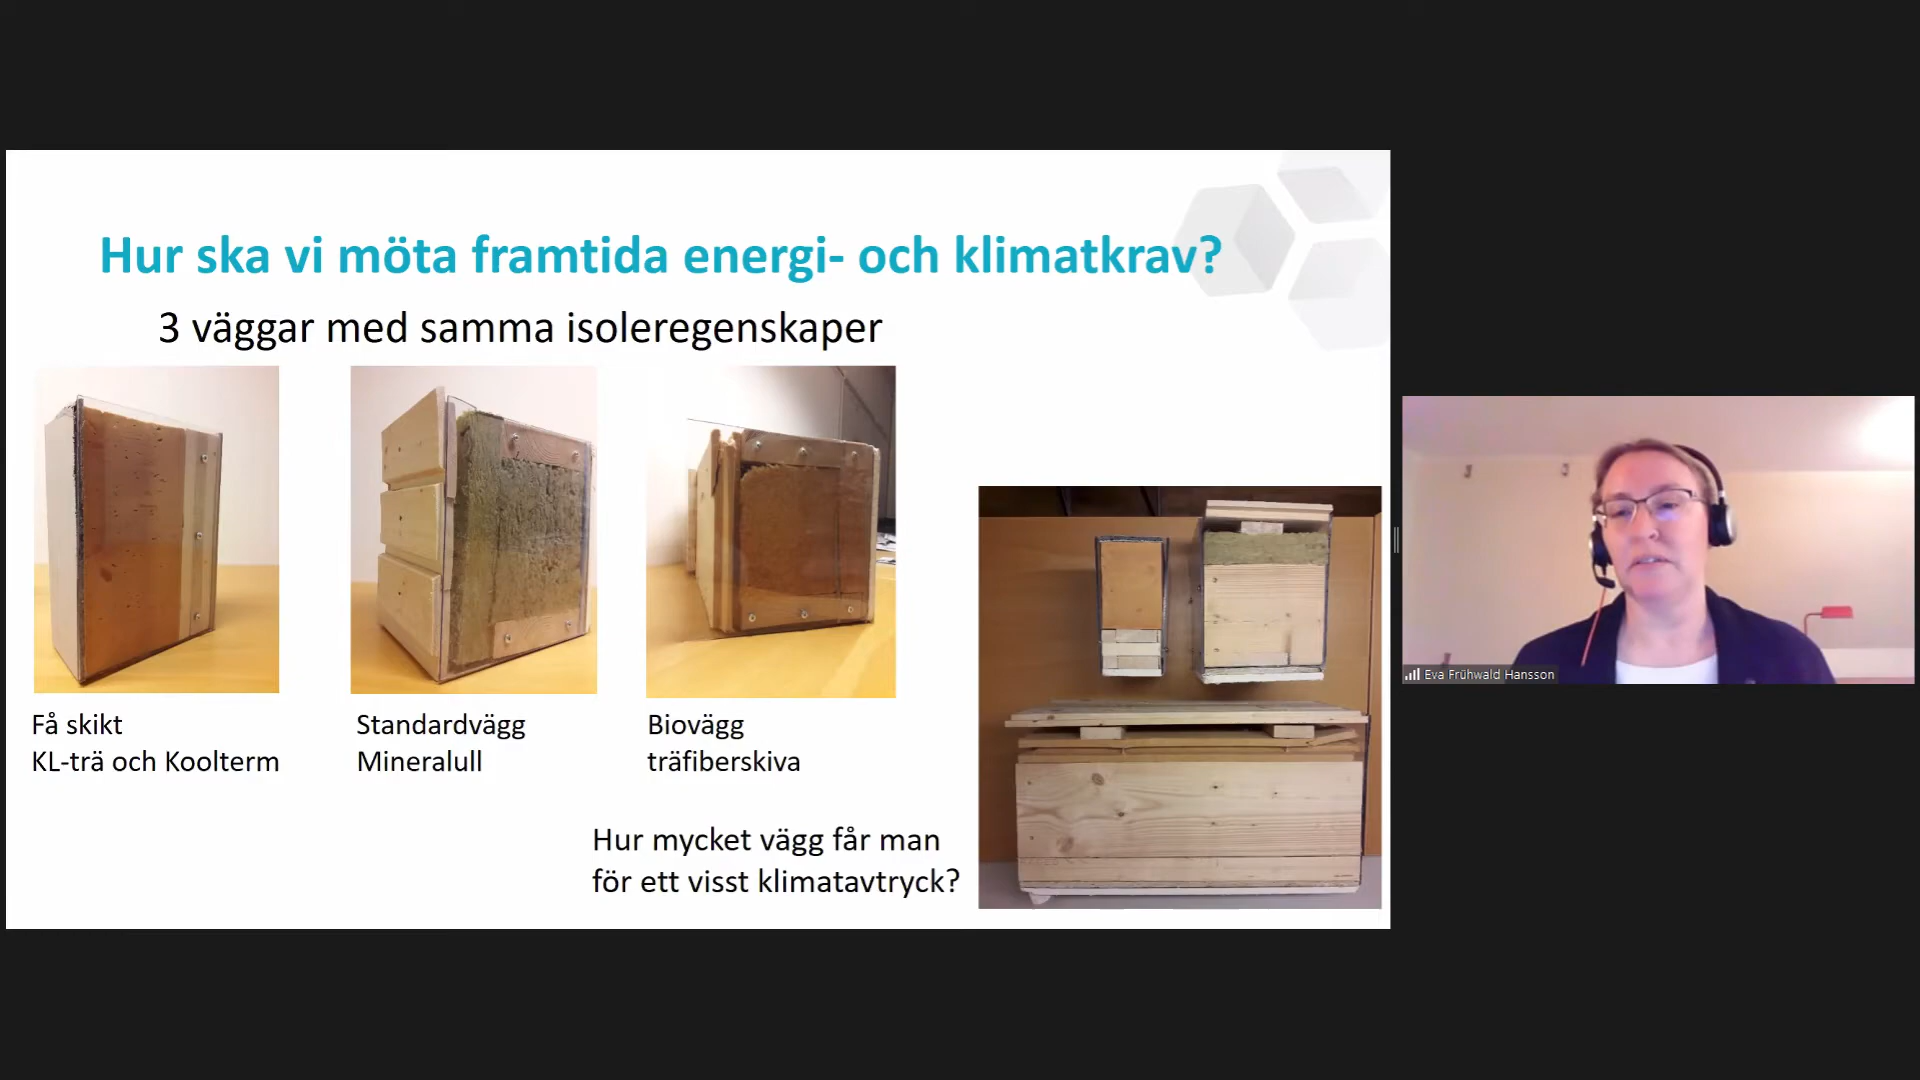 Hur ska vi möta framtida energi- och klimatkrav?
3 väggar med samma isoleregenskaper
Få skikt
KL-trä och Koolterm
Standardvägg
Mineralull
Biovägg
träfiberskiva
Hur mycket vägg får man
för ett visst klimatavtryck?
Eva Frühwald Hansson